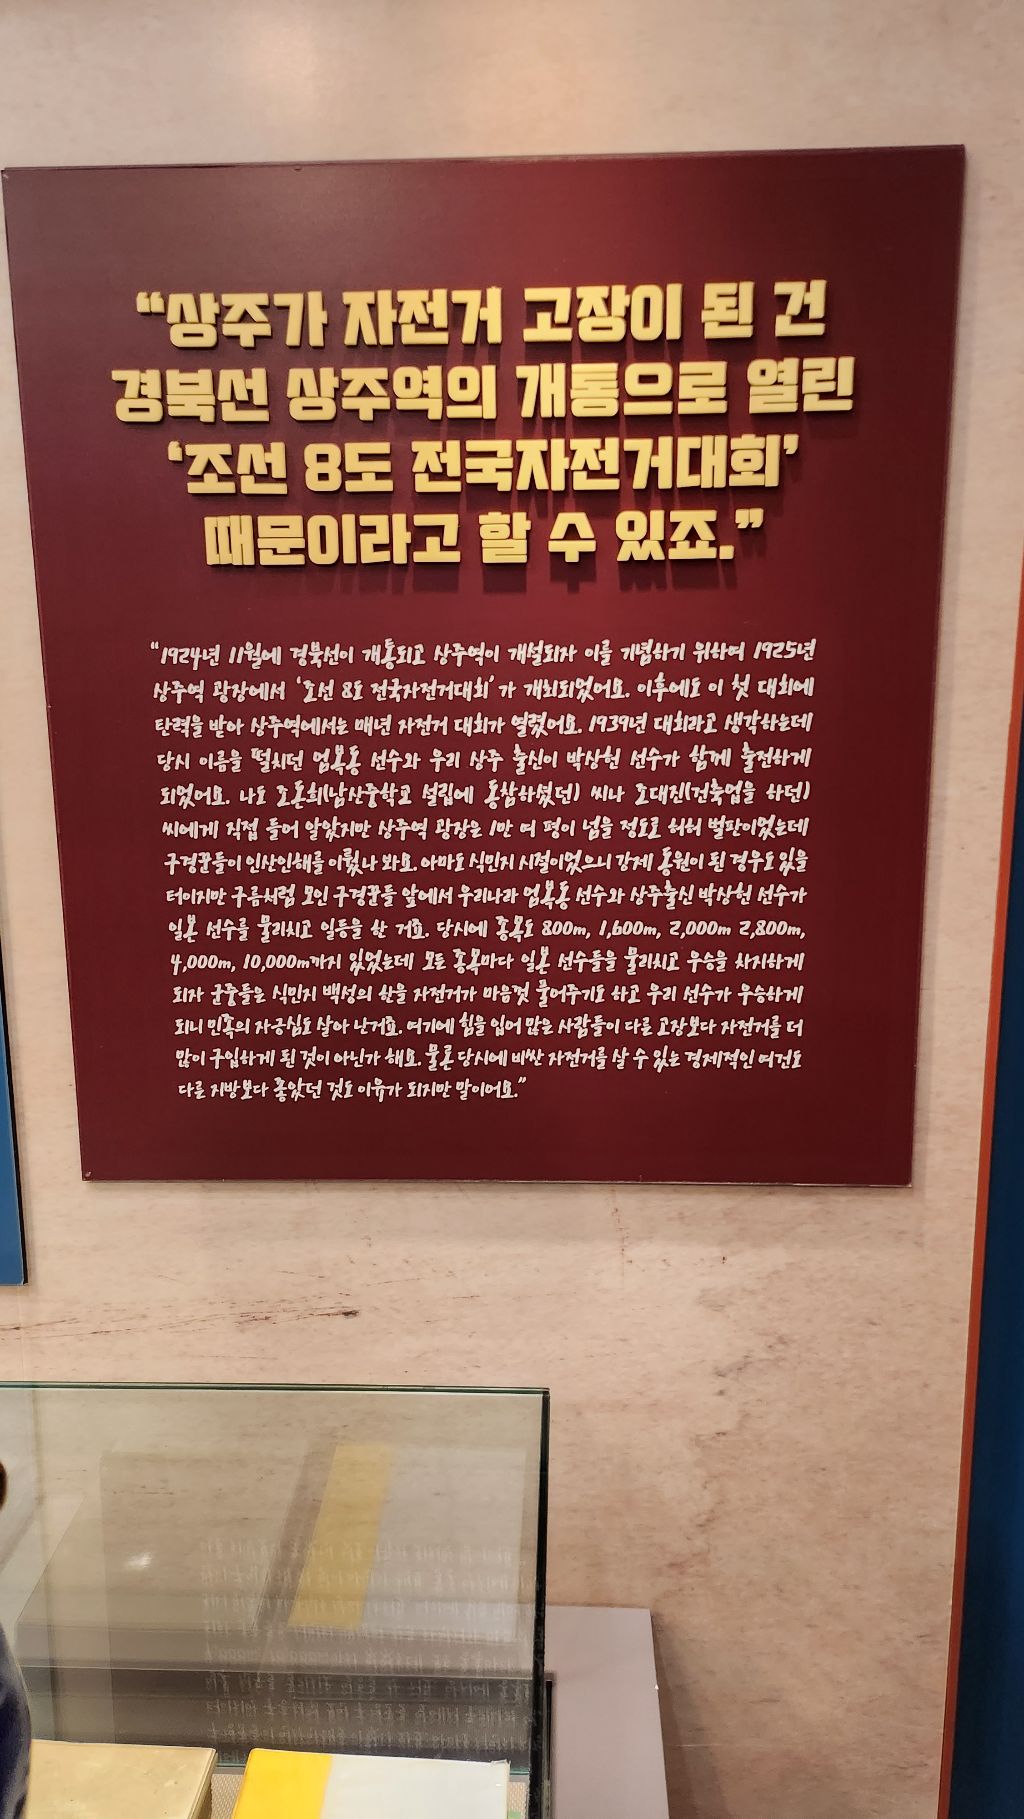 “상주가 자전거 고장이 된 건
경북선 상주역의 개통으로 열린
‘조선 8도 전국자전거대회’
때문이라고 할 수 있죠.”
“1924년 11월에 경북선이 개통되고 상주역이 개설되자 이를 기념하기 위하여 1925년
상주역 광장에서 ‘조선 8도 전국자전거대회’가 개최되었어요. 이후에도 이 첫 대회에
탄력을 받아 상주역에서는 매년 자전거 대회가 열렸어요. 1939년 대회라고 생각하는데
당시 이름을 떨치던 엄복동 선수와 우리 상주 출신이 박상헌 선수가 함께 출전하게
되었어요. 나도 조돈희(남산중학교 설립에 동참하셨던) 씨나 조대진(건축업을 하던)
씨에게 직접 들어 알았지만 상주역 광장은 1만 여 평이 넘을 정도로 허허 벌판이었는데
구경꾼들이 인산인해를 이뤘나 봐요. 아마도 식민지 시절이었으니 강제 동원이 된 경우도 있을
터이지만 구름처럼 모인 구경꾼들 앞에서 우리나라 엄복동 선수와 상주출신 박상헌 선수가
일본 선수를 물리치고 일등을 한 거죠. 당시에 종목도 800m, 1,600m, 2,000m 2,800m,
4,000m, 10,000m까지 있었는데 모든 종목마다 일본 선수들을 물리치고 우승을 차지하게
되자 군중들은 식민지 백성의 한을 자전거가 마음껏 풀어주기도 하고 우리 선수가 우승하게
되니 민족의 자긍심도 살아 난거죠. 여기에 힘을 입어 많은 사람들이 다른 고장보다 자전거를 더
많이 구입하게 된 것이 아닌가 해요. 물론 당시에 비싼 자전거를 살 수 있는 경제적인 여건도
다른 지방보다 좋았던 것도 이유가 되지만 말이어요.”